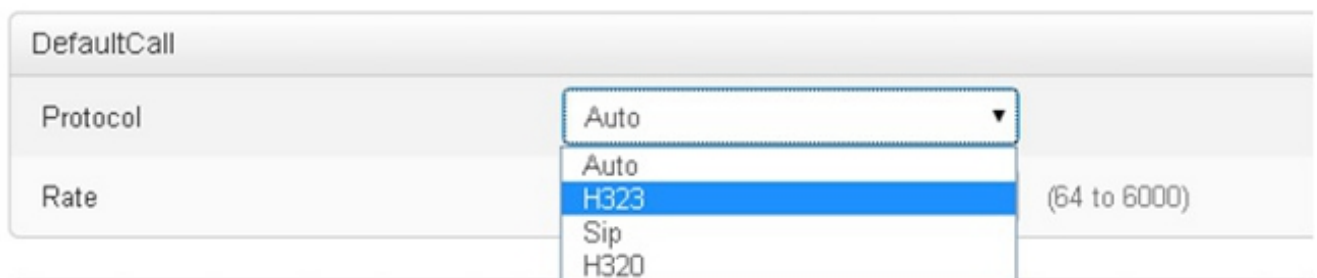 DefaultCall
Protocol
Auto
Auto
H323
Rate
(64 to 6000)
Sip
H320